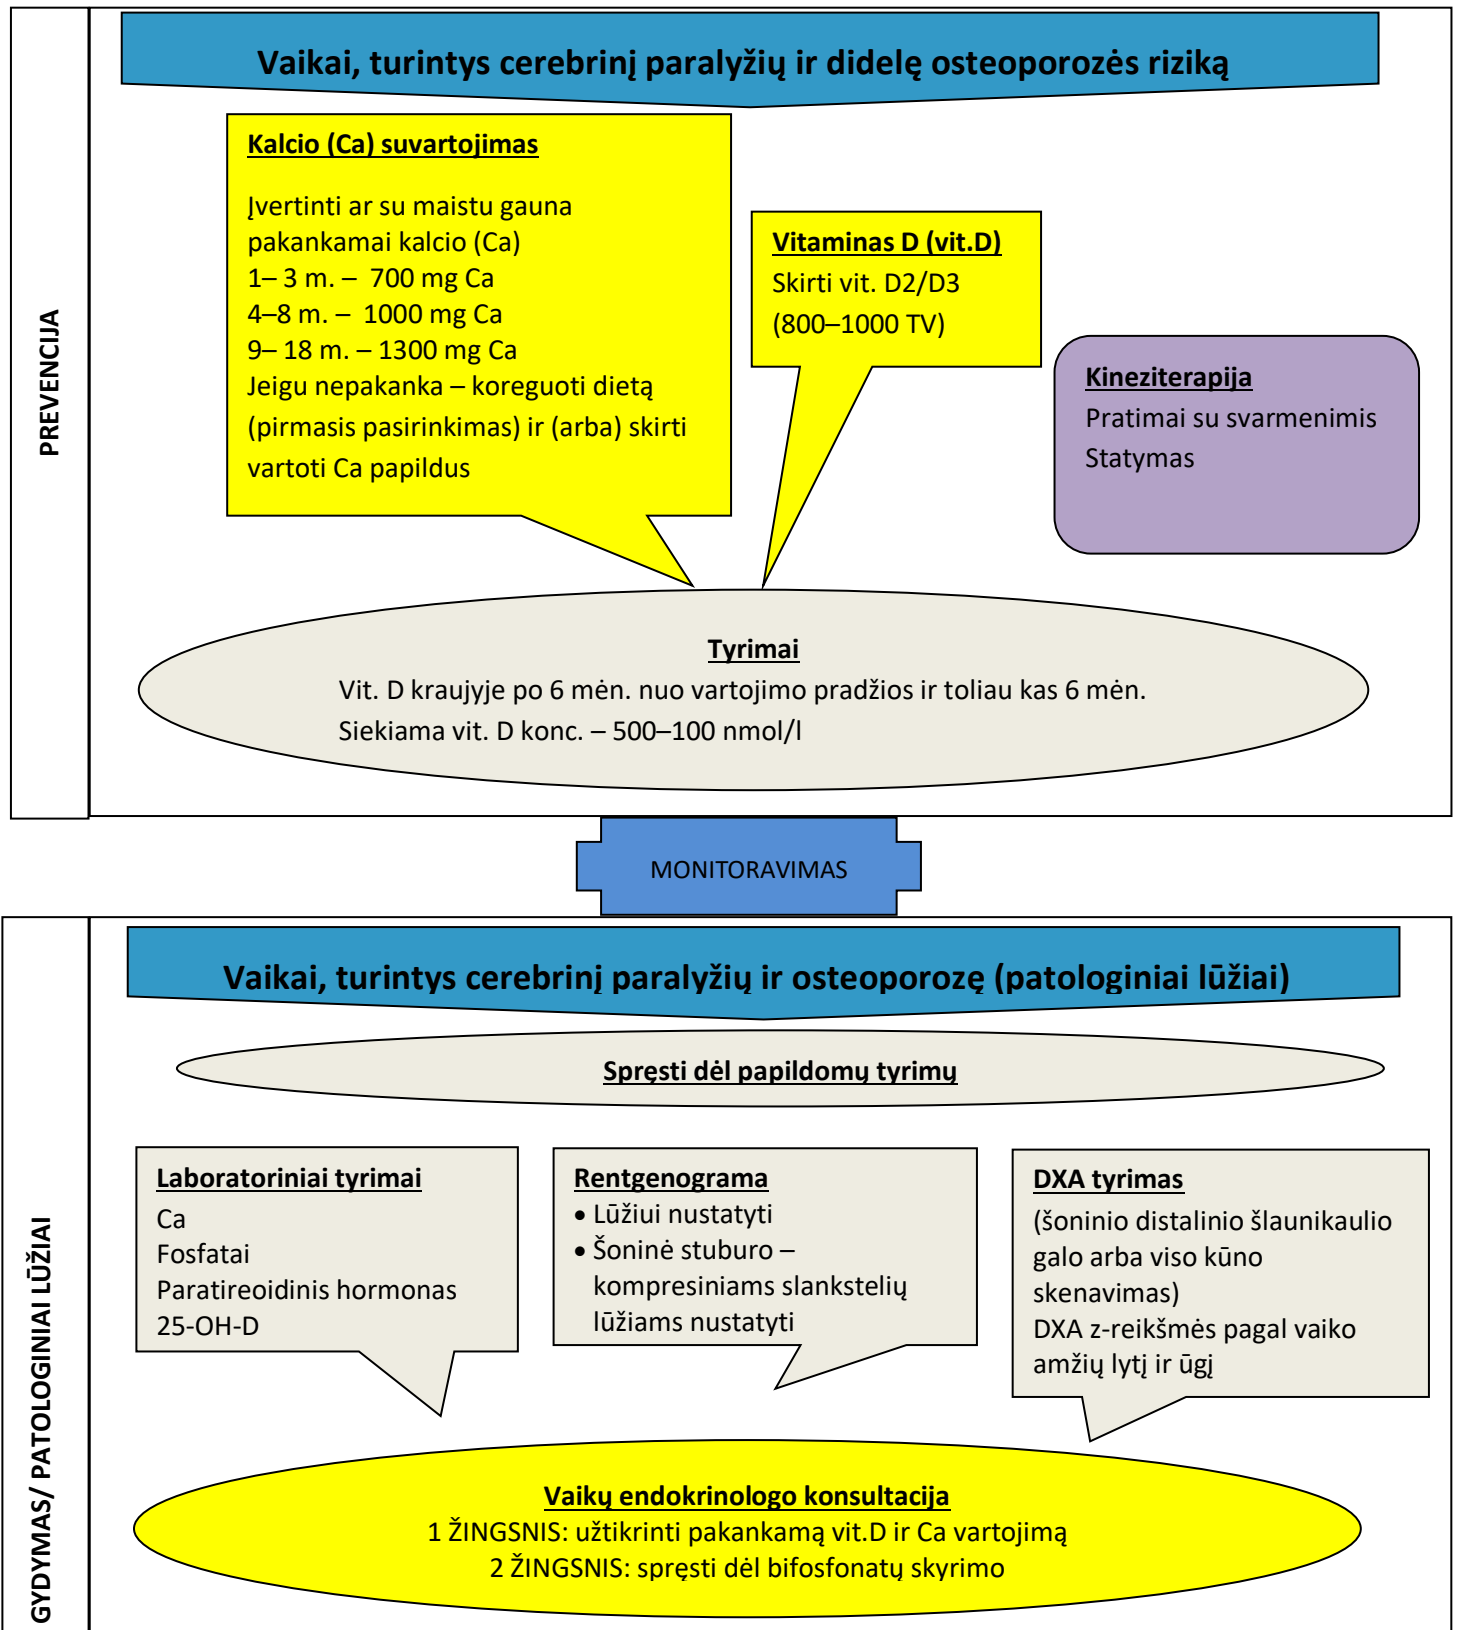 PREVENCIJA
Vaikai, turintys cerebrinį paralyžių ir didelę osteoporozės riziką
Kalcio (Ca) suvartojimas
Įvertinti ar su maistu gauna
pakankamai kalcio (Ca)
1– 3 m. – 700 mg Ca
4–8 m. – 1000 mg Ca
9– 18 m. – 1300 mg Ca
Jeigu nepakanka – koreguoti dietą
(pirmasis pasirinkimas) ir (arba) skirti
vartoti Ca papildus
Vitaminas D (vit.D)
Skirti vit. D2/D3
(800–1000 TV)
Kineziterapija
Pratimai su svarmenimis
Statymas
Tyrimai
Vit. D kraujyje po 6 mėn. nuo vartojimo pradžios ir toliau kas 6 mėn.
Siekiama vit. D konc. – 500–100 nmol/l
MONITORAVIMAS
GYDYMAS/ PATOLOGINIAI LŪŽIAI
Vaikai, turintys cerebrinį paralyžių ir osteoporozę (patologiniai lūžiai)
Spręsti dėl papildomų tyrimų
Laboratoriniai tyrimai
Ca
Fosfatai
Paratireoidinis hormonas
25-OH-D
Rentgenograma
• Lūžiui nustatyti
• Šoninė stuburo –
kompresiniams slankstelių
lūžiams nustatyti
DXA tyrimas
(šoninio distalinio šlaunikaulio
galo arba viso kūno
skenavimas)
DXA z-reikšmės pagal vaiko
amžių lytį ir ūgį
Vaikų endokrinologo konsultacija
1 ŽINGSNIS: užtikrinti pakankamą vit.D ir Ca vartojimą
2 ŽINGSNIS: spręsti dėl bifosfonatų skyrimo